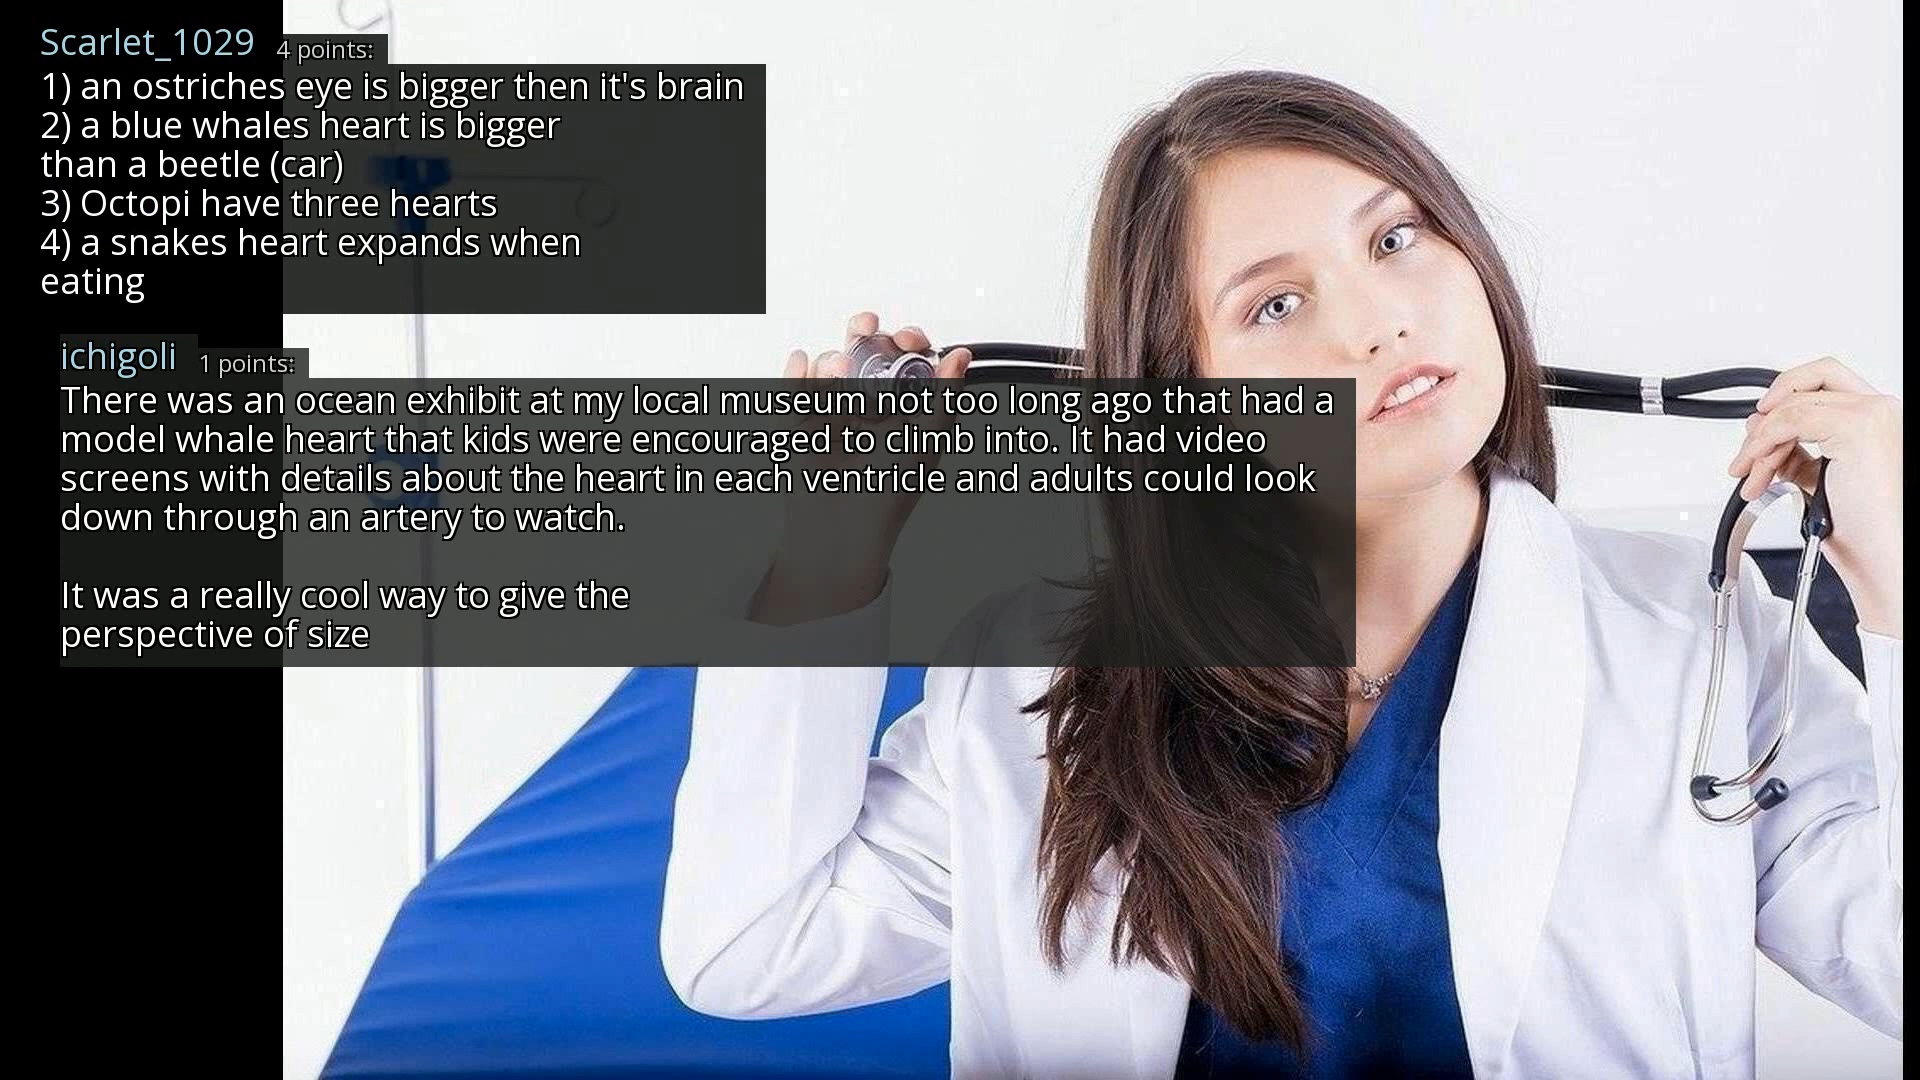 Scarlet_1029 4 points:
1) an ostriches eye is bigger then it's brain
2) a blue whales heart is bigger
than a beetle (car)
3) Octopi have three hearts
4) a snakes heart expands when
eating
ichigoli 1 points:
There was an ocean exhibit at my local museum not too long ago that had a
model whale heart that kids were encouraged to climb into. It had video
screens with details about the heart in each ventricle and adults could look
down through an artery to watch.
It was a really cool way to give the
perspective of size